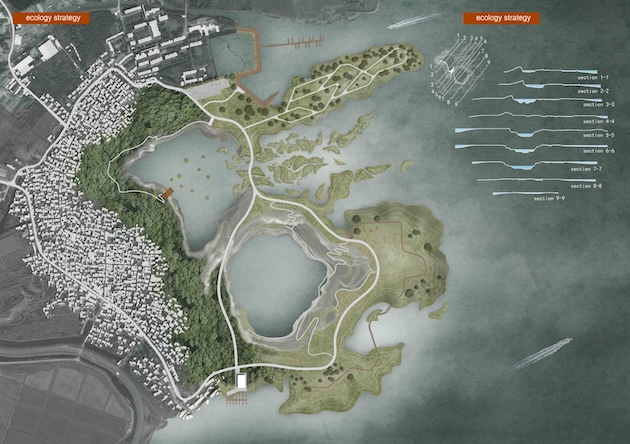 ecology strategy
ecology strategy
section 1-1
section 2-2
section 3-3
section 4-4
section 5-5
section 6-6
section 7-7
section 8-8
section 9-9